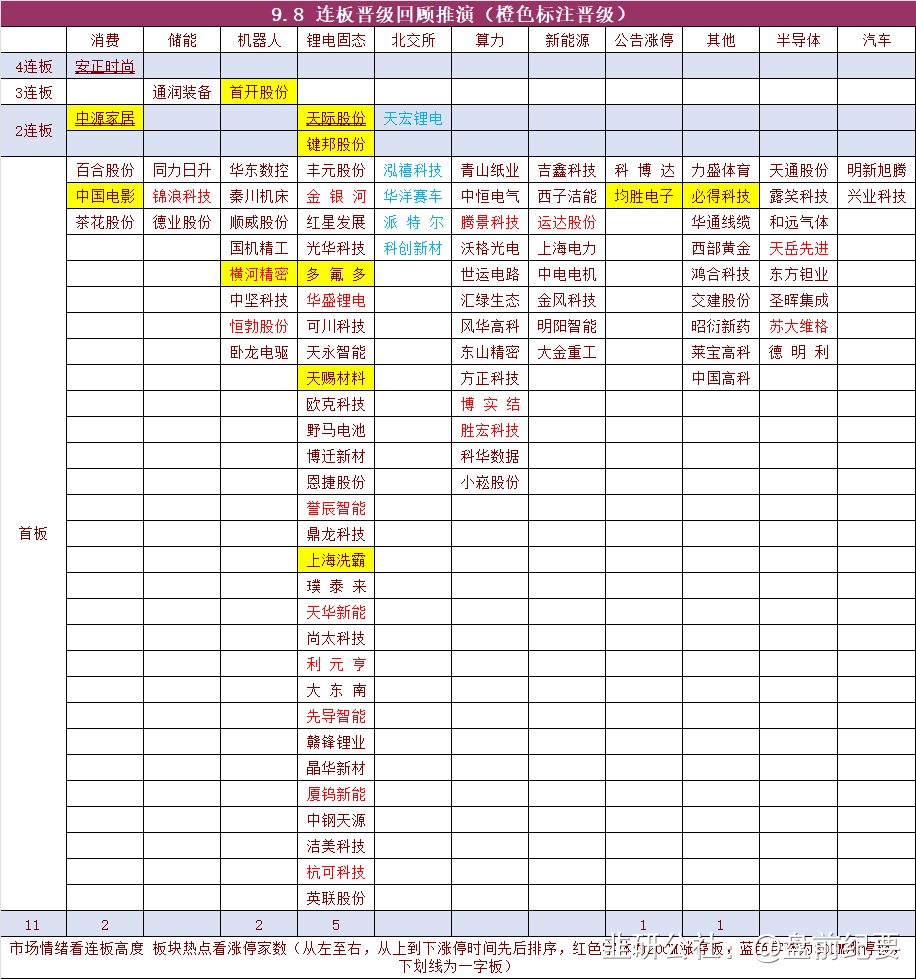 9.8 连板晋级回顾推演（橙色标注晋级）
消费 储能 机器人 锂电固态 北交所 算力 新能源 公告涨停 其他 半导体 汽车
4连板 安正时尚
3连板 通润装备 首开股份
2连板 中源家居 天际股份 天宏锂电
键邦股份
首板
百合股份 同力日升 华东数控 丰元股份 泓禧科技 青山纸业 吉鑫科技 科博达 力盛体育 天通股份 明新旭腾
中国电影 锦浪科技 秦川机床 金银河 华洋赛车 中恒电气 西子洁能 均胜电子 必得科技 露笑科技 兴业科技
茶花股份 德业股份 顺威股份 红星发展 派特尔 腾景科技 运达股份 华通线缆 和远气体
国机精工 光华科技 科创新材 沃格光电 上海电力 西部黄金 天岳先进
横河精密 多氟多 世运电路 中电电机 鸿合科技 东方钽业
中坚科技 华盛锂电 汇绿生态 金风科技 交建股份 圣晖集成
恒勃股份 可川科技 风华高科 明阳智能 昭衍新药 苏大维格
卧龙电驱 天永智能 东山精密 大金重工 莱宝高科 德明利
天赐材料 方正科技 中国高科
欧克科技 博实结
野马电池 胜宏科技
博迁新材 科华数据
恩捷股份 小崧股份
誉辰智能
鼎龙科技
上海洗霸
璞泰来
天华新能
尚太科技
利元亨
大东南
先导智能
赣锋锂业
晶华新材
厦钨新能
中钢天源
洁美科技
杭可科技
英联股份
11 2 2 5 1 1
市场情绪看连板高度 板块热点看涨停家数（从左至右，从上到下涨停时间先后排序，红色字体为20CM涨停板，蓝色
下划线为一字板）
韭研公社：@盘前纪要